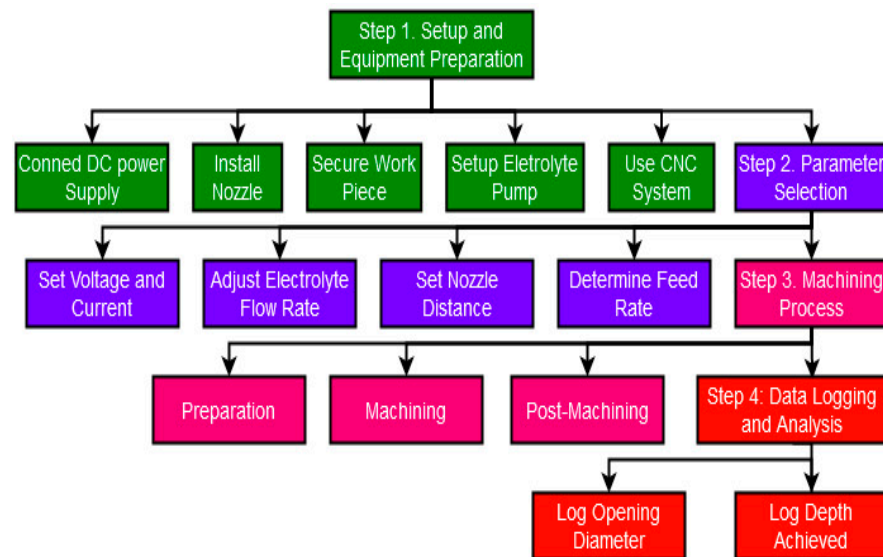 Step 1. Setup and
Equipment Preparation
Conned DC power
Supply
Install
Nozzle
Secure Work
Piece
Setup Eletrolyte
Pump
Use CNC
System
Step 2. Parameter
Selection
Set Voltage and
Current
Adjust Electrolyte
Flow Rate
Set Nozzle
Distance
Determine Feed
Rate
Step 3. Machining
Process
Preparation
Machining
Post-Machining
Step 4: Data Logging
and Analysis
Log Opening
Diameter
Log Depth
Achieved